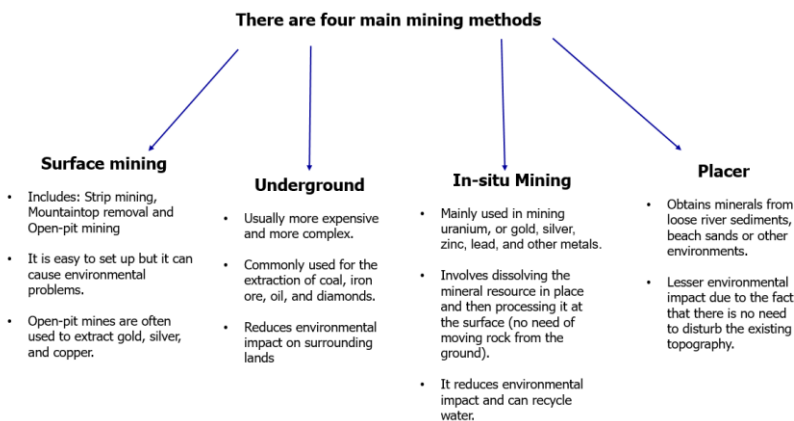 There are four main mining methods
Surface mining
• Includes: Strip mining,
Mountaintop removal and
Open-pit mining
• It is easy to set up but it can
cause environmental
problems.
• Open-pit mines are often
used to extract gold, silver,
and copper.
Underground
• Usually more expensive
and more complex.
• Commonly used for the
extraction of coal, iron
ore, oil, and diamonds.
• Reduces environmental
impact on surrounding
lands
In-situ Mining
• Mainly used in mining
uranium, or gold, silver,
zinc, lead, and other metals.
• Involves dissolving the
mineral resource in place
and then processing it at
the surface (no need of
moving rock from the
ground).
• It reduces environmental
impact and can recycle
water.
Placer
• Obtains minerals from
loose river sediments,
beach sands or other
environments.
• Lesser environmental
impact due to the fact
that there is no need
to disturb the existing
topography.